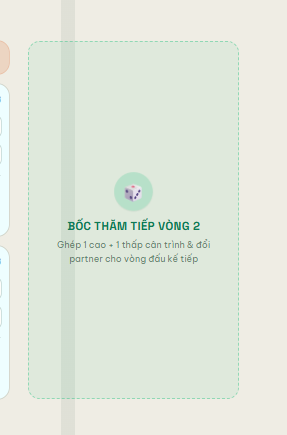 BỐC THĂM TIẾP VÒNG 2
Ghép 1 cao + 1 thấp cân trình & đổi
partner cho vòng đấu kế tiếp